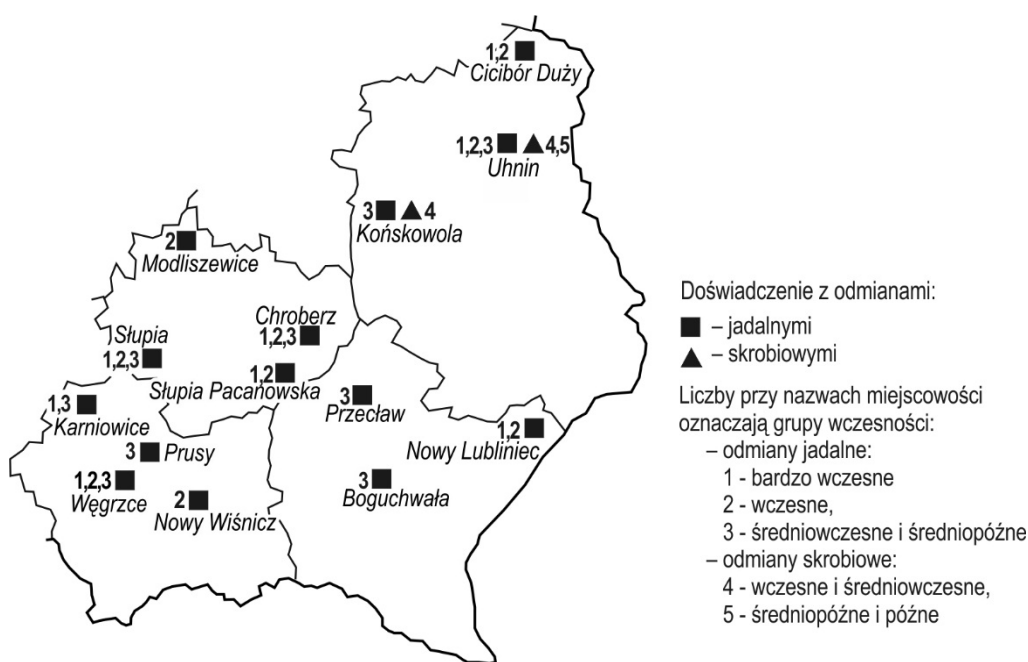 1,2
Cicibór Duży
1,2,3 4,5
Uhnin
3 4
Końskowola
2
Modliszewice
Chroberz
1,2,3
Słupia
1,2,3
1,2
Słupia Pacanowska
3
Przecław
1,3
Karniowice
1,2
Nowy Lubliniec
3 Prusy
1,2,3
Węgrzce
3
Boguchwała
2
Nowy Wiśnicz
Doświadczenie z odmianami:
– jadalnymi
– skrobiowymi
Liczby przy nazwach miejscowości
oznaczają grupy wczesności:
– odmiany jadalne:
1 - bardzo wczesne
2 - wczesne,
3 - średniowczesne i średniopóźne
– odmiany skrobiowe:
4 - wczesne i średniowczesne,
5 - średniopóźne i późne